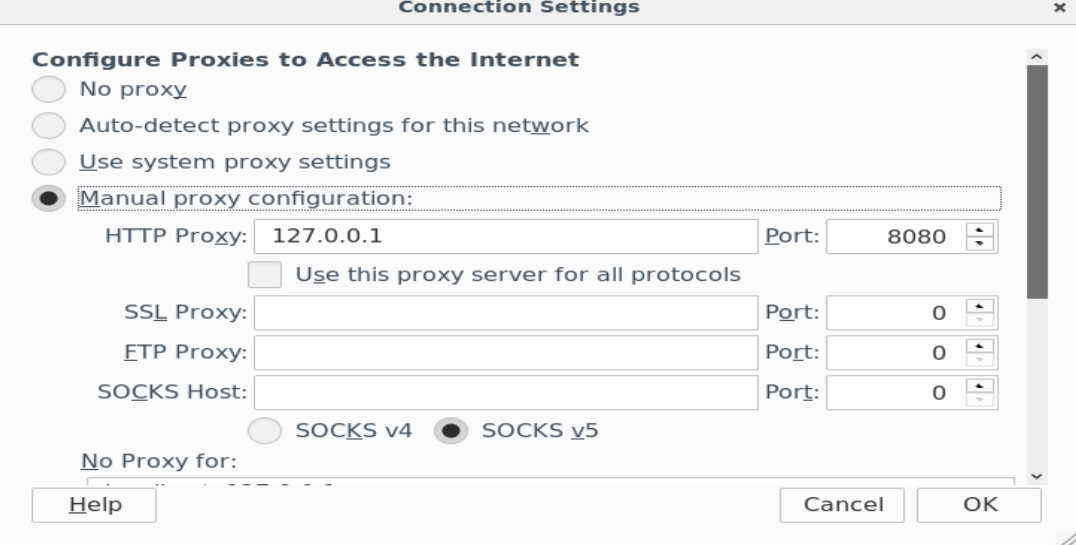 Connection Settings
Configure Proxies to Access the Internet
No proxy
Auto-detect proxy settings for this network
Use system proxy settings
Manual proxy configuration:
HTTP Proxy: 127.0.0.1 Port: 8080
Use this proxy server for all protocols
SSL Proxy: Port: 0
FTP Proxy: Port: 0
SOCKS Host: Port: 0
SOCKS v4 SOCKS v5
No Proxy for:
Help Cancel OK